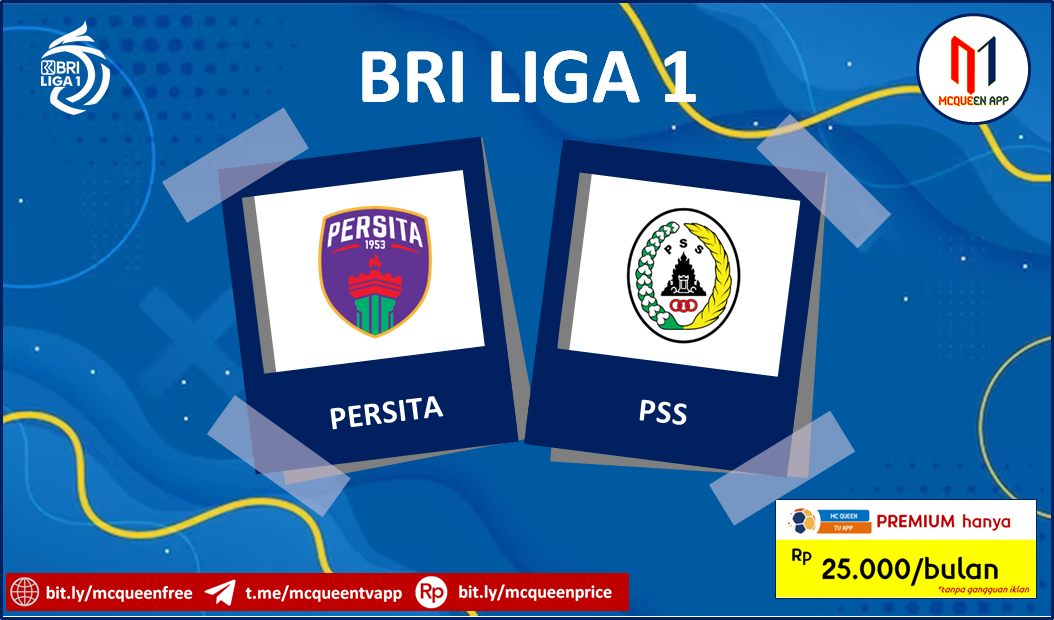 BRI
LIGA 1
BRI LIGA 1
MCQUEEN APP
PERSITA
1953
PSS
PERSITA
PSS
MC QUEEN
TV APP
PREMIUM hanya
Rp 25.000/bulan
*tanpa gangguan iklan
bit.ly/mcqueenfree
t.me/mcqueentvapp
Rp
bit.ly/mcqueenprice